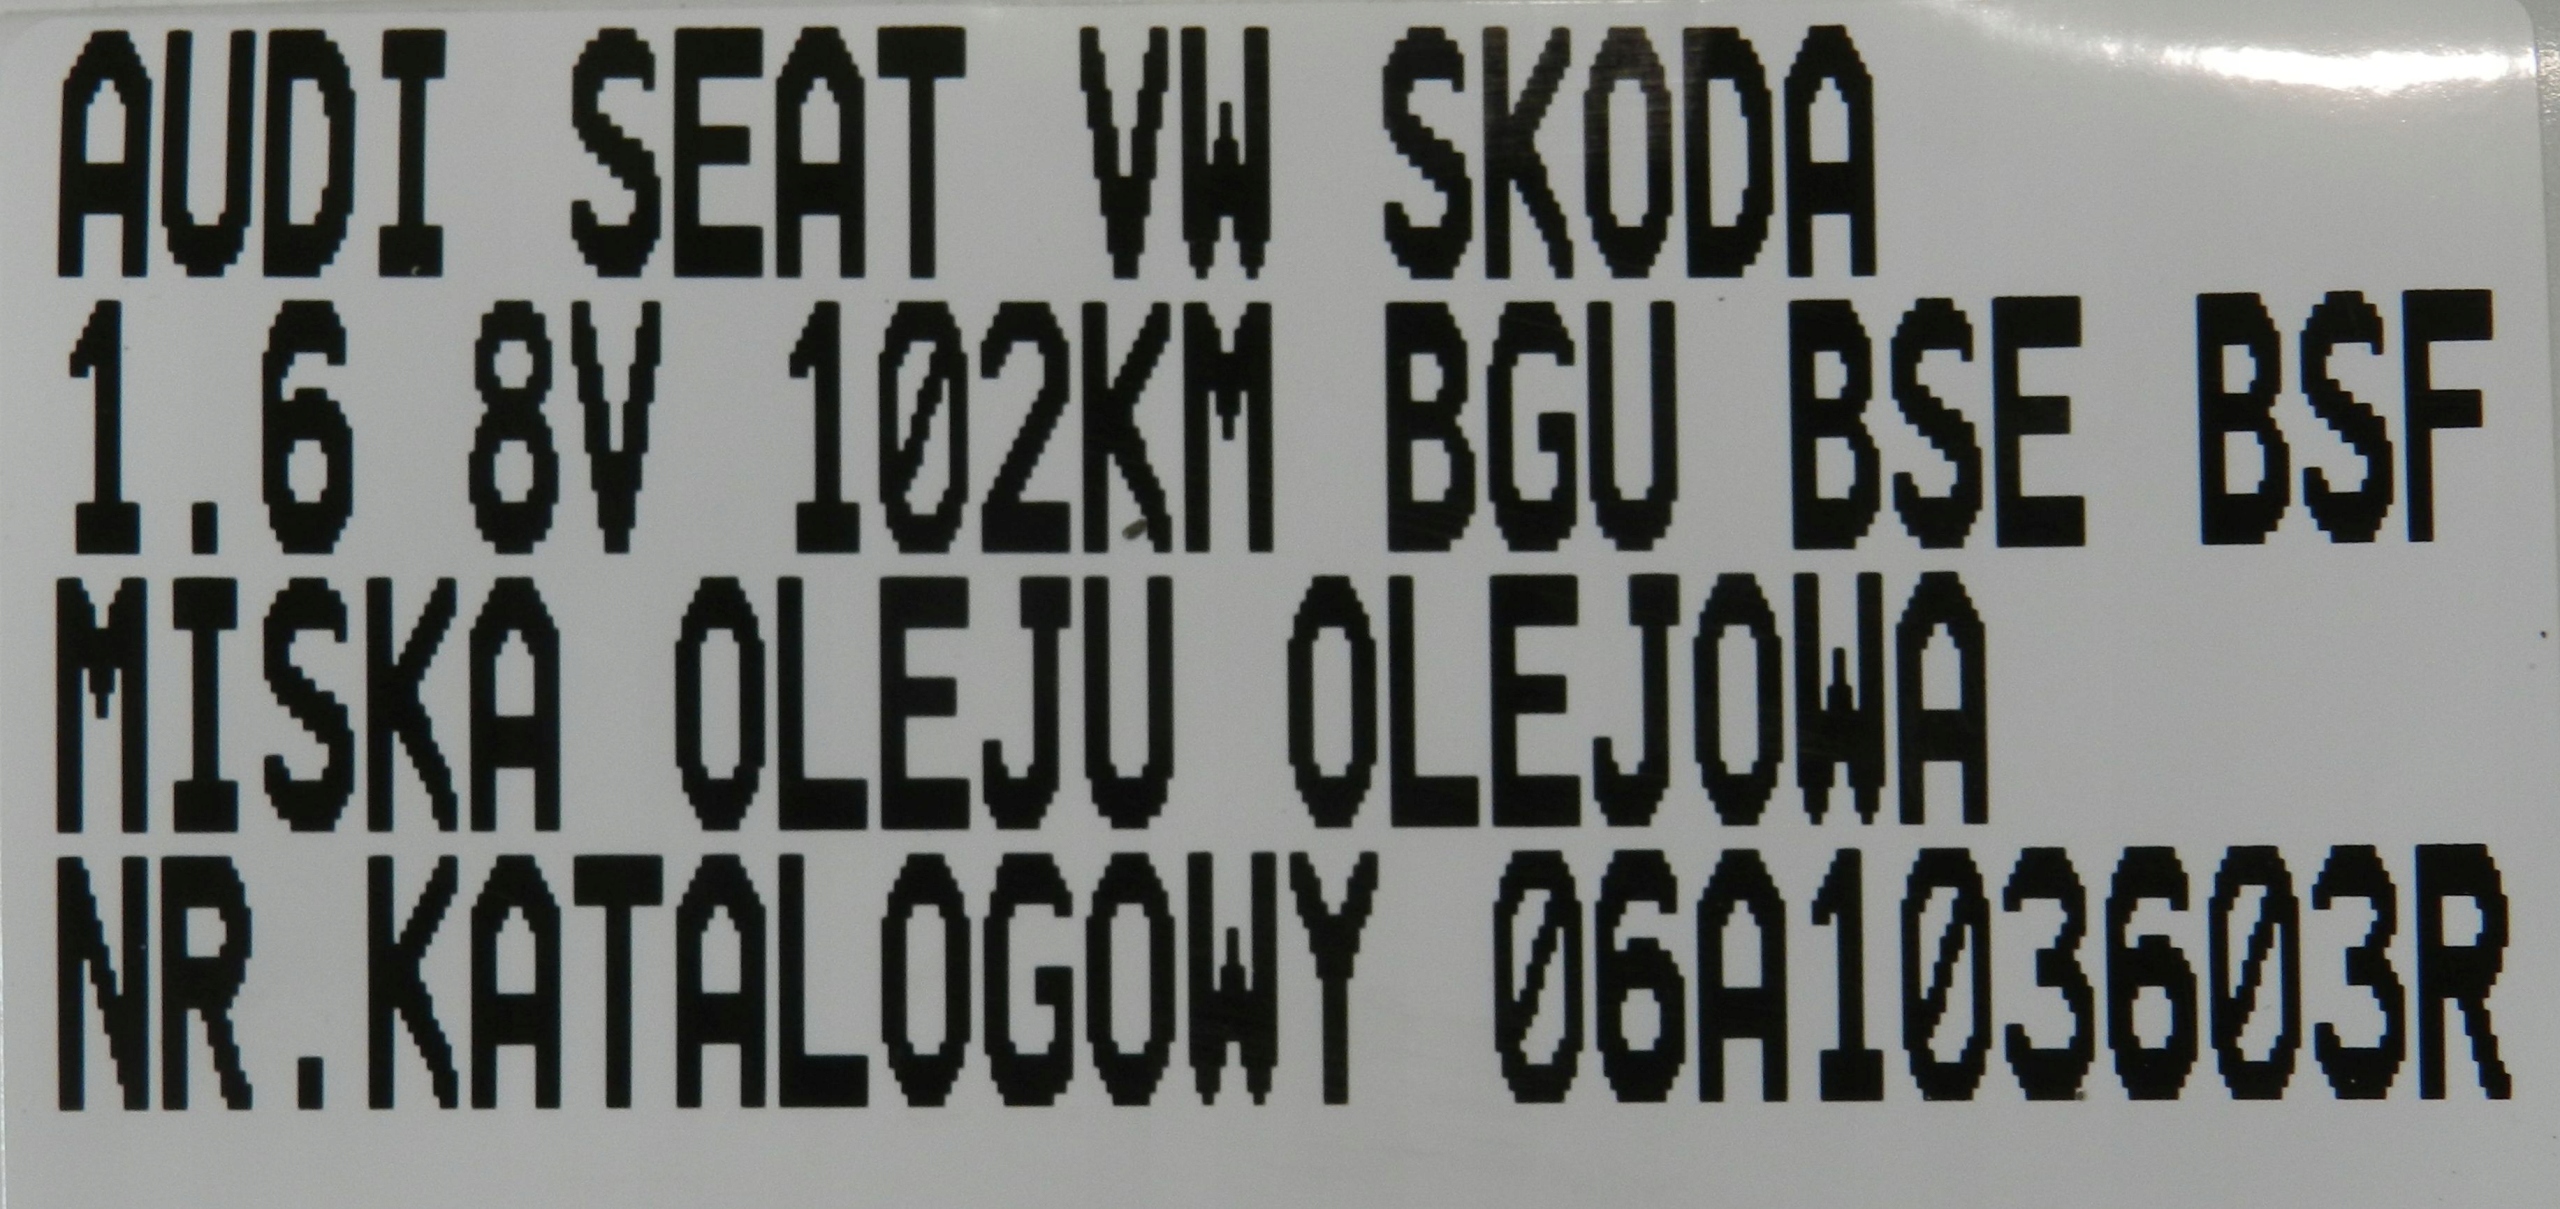 AUDI SEAT VW SKODA
1.6 8V 102KM BGU BSE BSF
MISKA OLEJU OLEJOWA
NR.KATALOGOWY 06A103603R